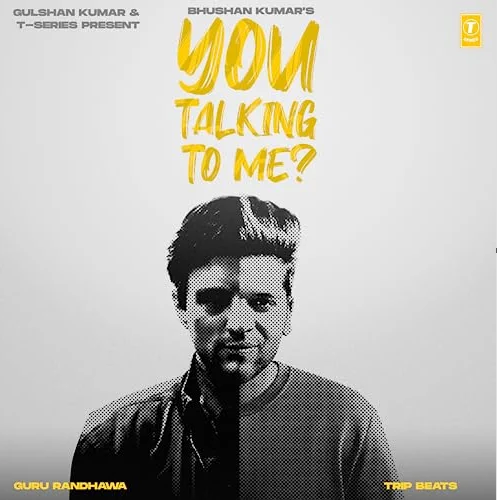 GULSHAN KUMAR &
T-SERIES PRESENT
BHUSHAN KUMAR'S
YOU
TALKING
TO ME?
T
GURU RANDHAWA
TRIP BEATS